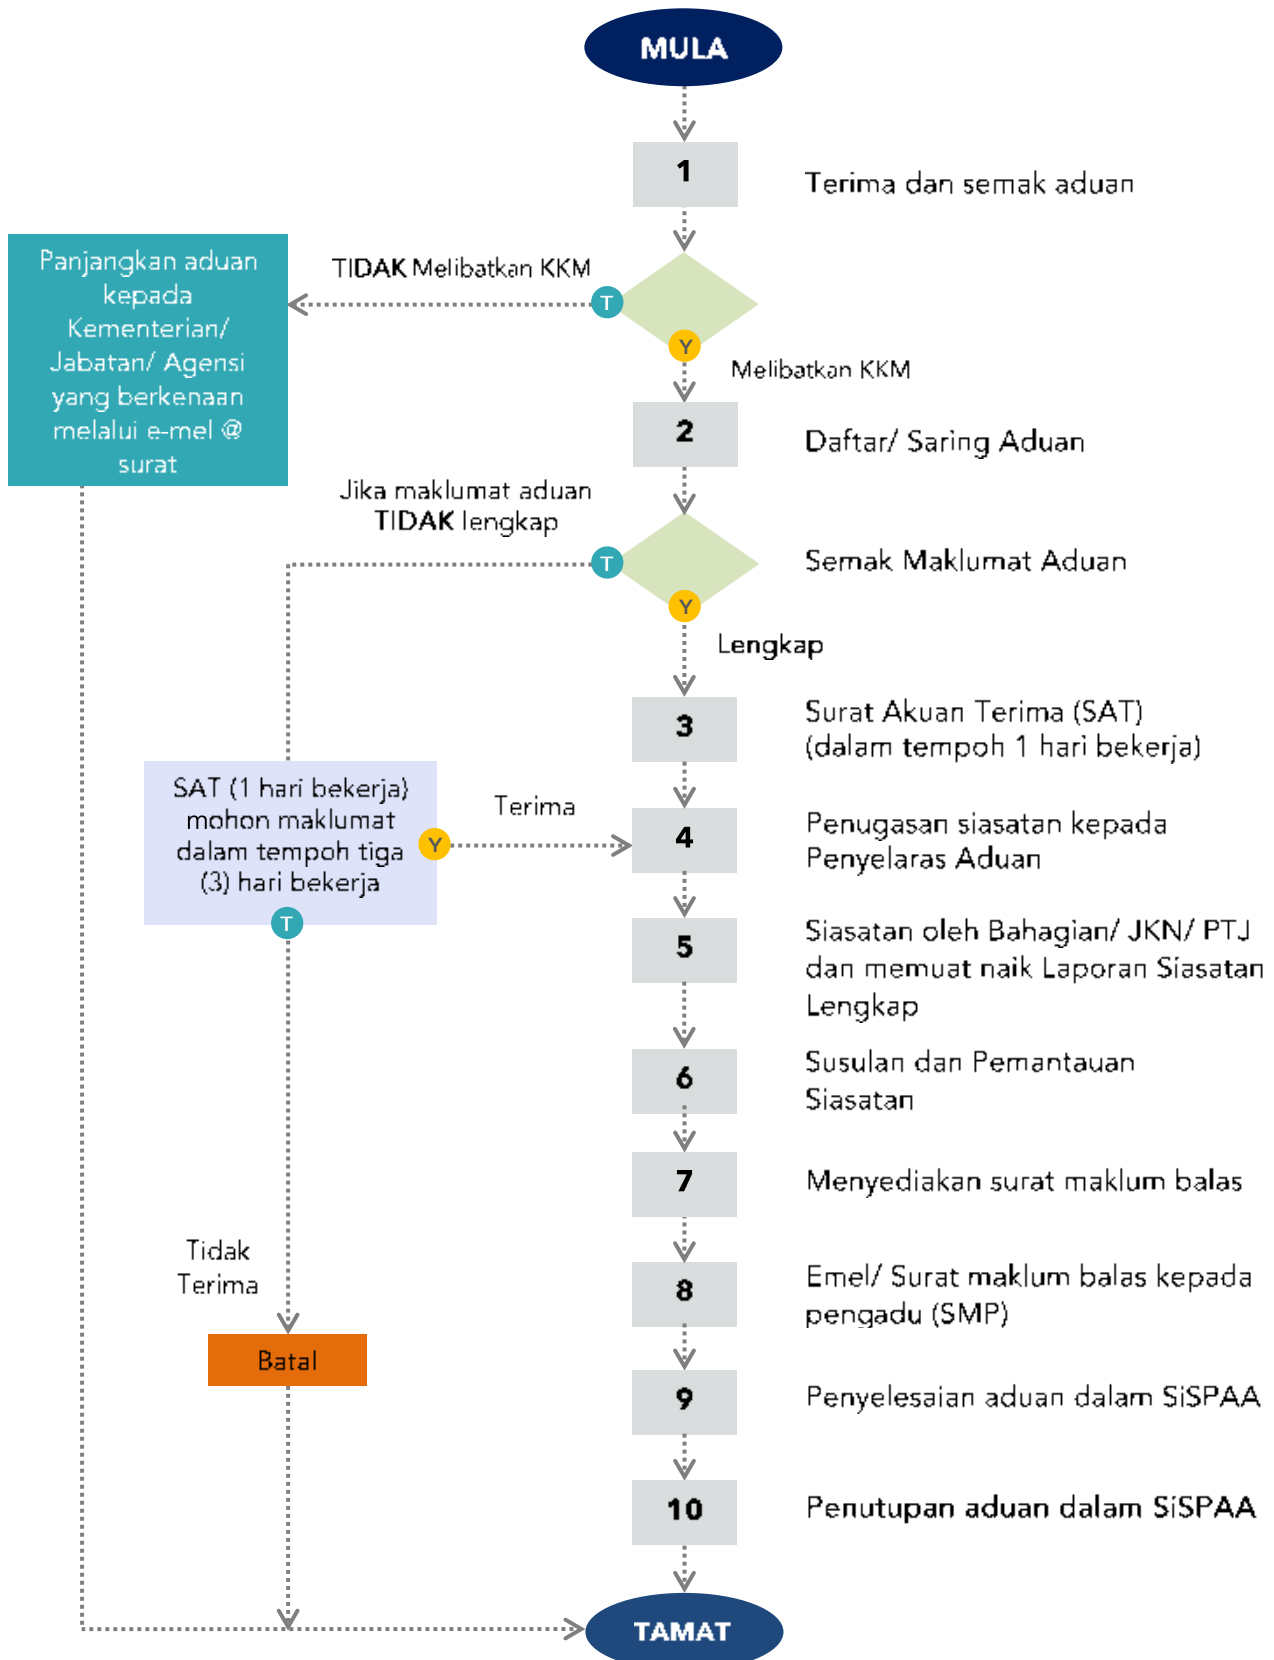 MULA
1
Terima dan semak aduan
TIDAK Melibatkan KKM
T
Panjangkan aduan
kepada
Kementerian/
Jabatan/ Agensi
yang berkenaan
melalui e-mel @
surat
Y
Melibatkan KKM
2
Daftar/ Saring Aduan
Jika maklumat aduan
TIDAK lengkap
T
Semak Maklumat Aduan
Y
Lengkap
3
Surat Akuan Terima (SAT)
(dalam tempoh 1 hari bekerja)
SAT (1 hari bekerja)
mohon maklumat
dalam tempoh tiga
(3) hari bekerja
Y
Terima
T
4
Penugasan siasatan kepada
Penyelaras Aduan
5
Siasatan oleh Bahagian/ JKN/ PTJ
dan memuat naik Laporan Siasatan
Lengkap
6
Susulan dan Pemantauan
Siasatan
7
Menyediakan surat maklum balas
Tidak
Terima
8
Emel/ Surat maklum balas kepada
pengadu (SMP)
Batal
9
Penyelesaian aduan dalam SiSPAA
10
Penutupan aduan dalam SiSPAA
TAMAT